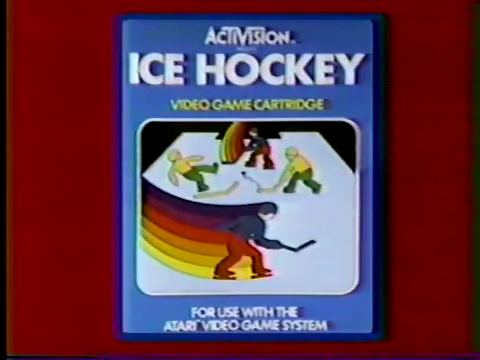 ACTIVISION
ICE HOCKEY
VIDEO GAME CARTRIDGE
FOR USE WITH THE
ATARI® VIDEO GAME SYSTEM